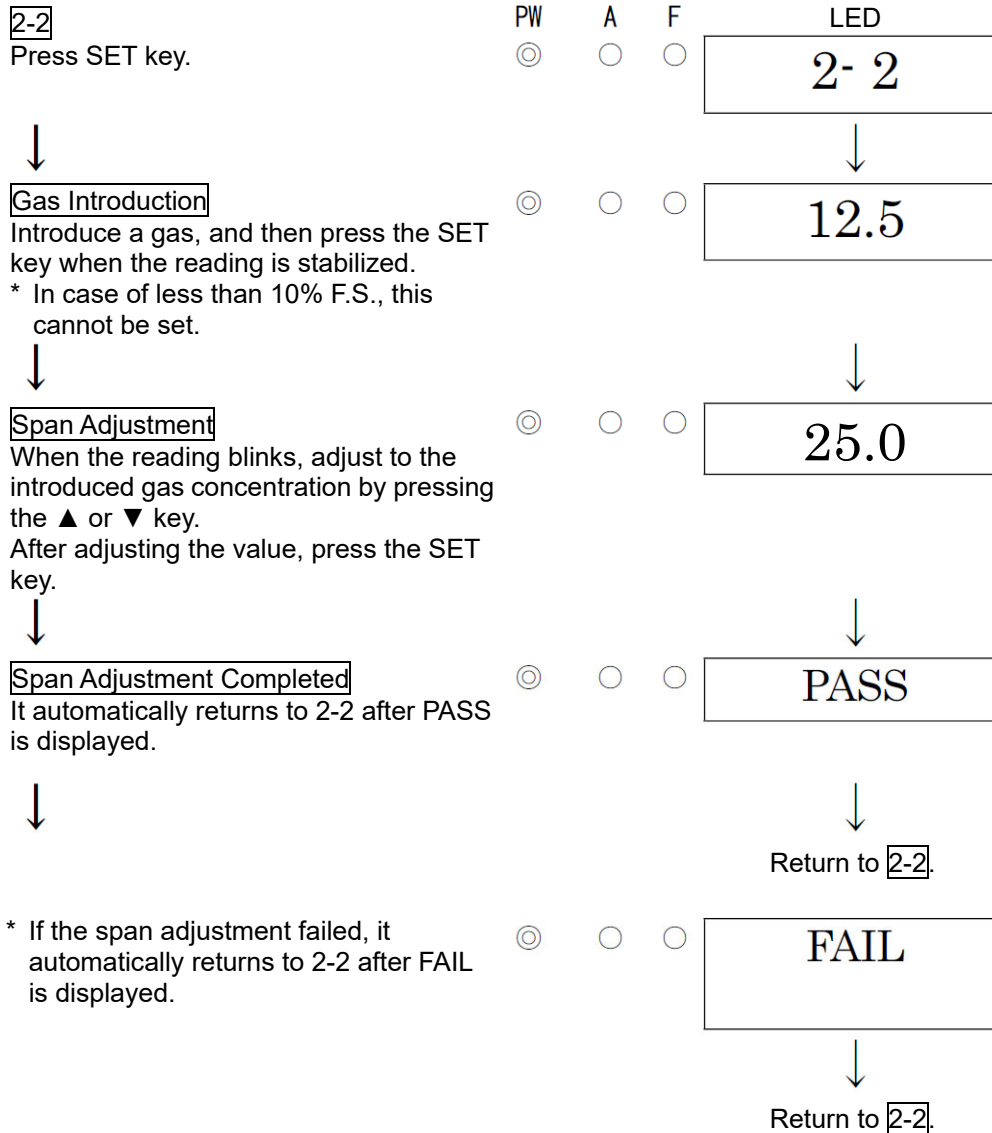 2-2 PW A F LED
Press SET key. ◎ ○ ○ 2- 2
↓ ↓
Gas Introduction ◎ ○ ○ 12.5
Introduce a gas, and then press the SET
key when the reading is stabilized.
* In case of less than 10% F.S., this
cannot be set.
↓ ↓
Span Adjustment ◎ ○ ○ 25.0
When the reading blinks, adjust to the
introduced gas concentration by pressing
the ▲ or ▼ key.
After adjusting the value, press the SET
key.
↓ ↓
Span Adjustment Completed ◎ ○ ○ PASS
It automatically returns to 2-2 after PASS
is displayed.
↓ ↓
Return to 2-2.
* If the span adjustment failed, it ◎ ○ ○ FAIL
automatically returns to 2-2 after FAIL
is displayed.
↓
Return to 2-2.